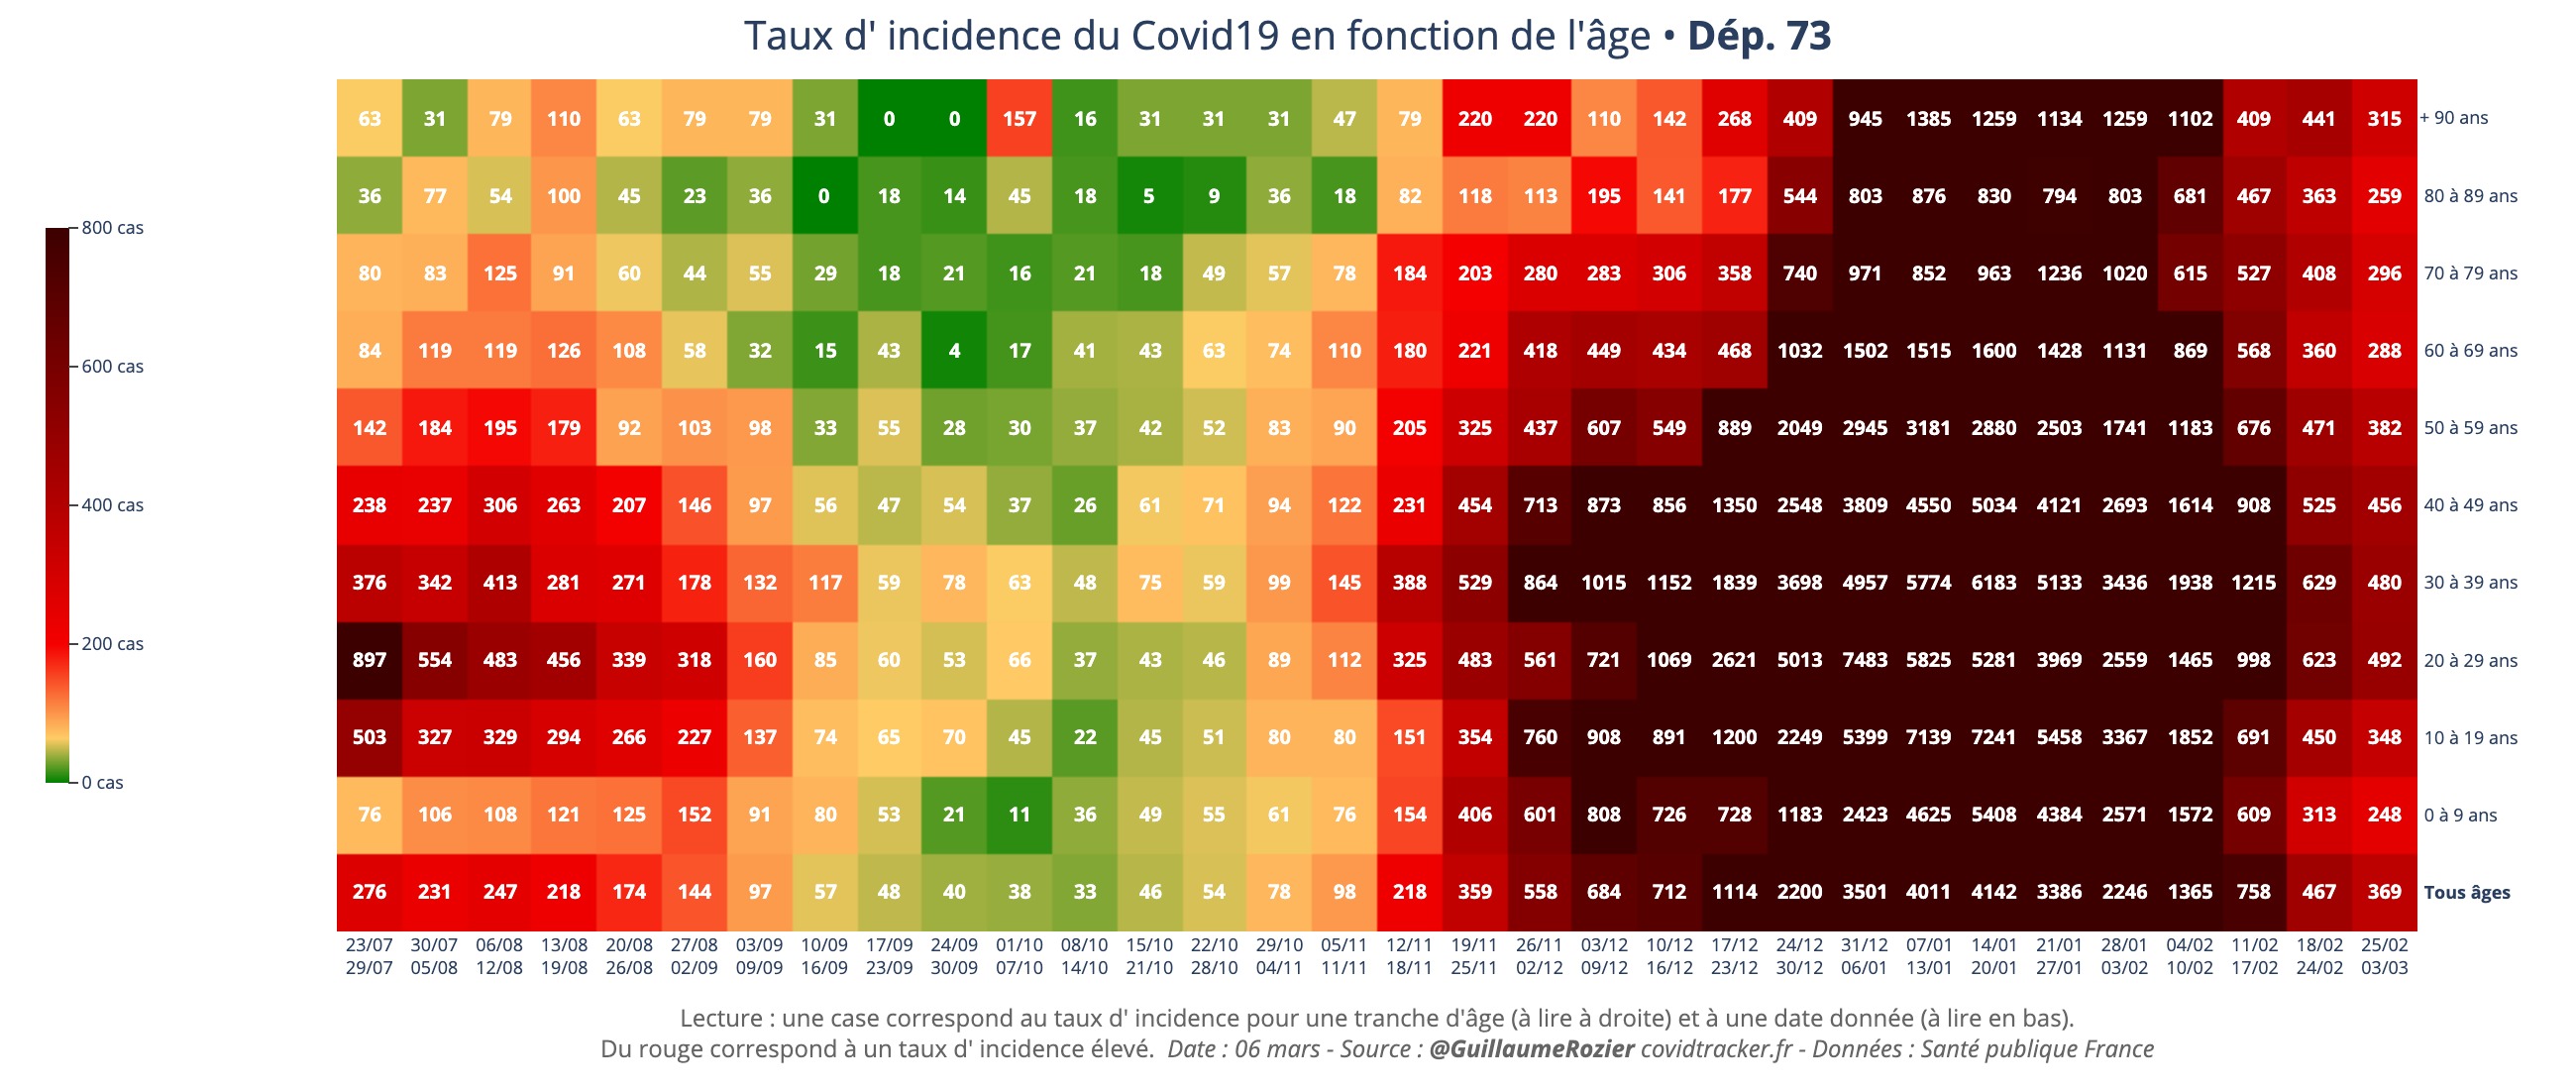 Taux d' incidence du Covid19 en fonction de l'âge • Dép. 73
800 cas
600 cas
400 cas
200 cas
0 cas
63 31 79 110 63 79 79 31 0 0 157 16 31 31 31 47 79 220 220 110 142 268 409 945 1385 1259 1134 1259 1102 409 441 315 + 90 ans
36 77 54 100 45 23 36 0 18 14 45 18 5 9 36 18 82 118 113 195 141 177 544 803 876 830 794 803 681 467 363 259 80 à 89 ans
80 83 125 91 60 44 55 29 18 21 16 21 18 49 57 78 184 203 280 283 306 358 740 971 852 963 1236 1020 615 527 408 296 70 à 79 ans
84 119 119 126 108 58 32 15 43 4 17 41 43 63 74 110 180 221 418 449 434 468 1032 1502 1515 1600 1428 1131 869 568 360 288 60 à 69 ans
142 184 195 179 92 103 98 33 55 28 30 37 42 52 83 90 205 325 437 607 549 889 2049 2945 3181 2880 2503 1741 1183 676 471 382 50 à 59 ans
238 237 306 263 207 146 97 56 47 54 37 26 61 71 94 122 231 454 713 873 856 1350 2548 3809 4550 5034 4121 2693 1614 908 525 456 40 à 49 ans
376 342 413 281 271 178 132 117 59 78 63 48 75 59 99 145 388 529 864 1015 1152 1839 3698 4957 5774 6183 5133 3436 1938 1215 629 480 30 à 39 ans
897 554 483 456 339 318 160 85 60 53 66 37 43 46 89 112 325 483 561 721 1069 2621 5013 7483 5825 5281 3969 2559 1465 998 623 492 20 à 29 ans
503 327 329 294 266 227 137 74 65 70 45 22 45 51 80 80 151 354 760 908 891 1200 2249 5399 7139 7241 5458 3367 1852 691 450 348 10 à 19 ans
76 106 108 121 125 152 91 80 53 21 11 36 49 55 61 76 154 406 601 808 726 728 1183 2423 4625 5408 4384 2571 1572 609 313 248 0 à 9 ans
276 231 247 218 174 144 97 57 48 40 38 33 46 54 78 98 218 359 558 684 712 1114 2200 3501 4011 4142 3386 2246 1365 758 467 369 Tous âges
23/07 30/07 06/08 13/08 20/08 27/08 03/09 10/09 17/09 24/09 01/10 08/10 15/10 22/10 29/10 05/11 12/11 19/11 26/11 03/12 10/12 17/12 24/12 31/12 07/01 14/01 21/01 28/01 04/02 11/02 18/02 25/02
29/07 05/08 12/08 19/08 26/08 02/09 09/09 16/09 23/09 30/09 07/10 14/10 21/10 28/10 04/11 11/11 18/11 25/11 02/12 09/12 16/12 23/12 30/12 06/01 13/01 20/01 27/01 03/02 10/02 17/02 24/02 03/03
Lecture : une case correspond au taux d' incidence pour une tranche d'âge (à lire à droite) et à une date donnée (à lire en bas).
Du rouge correspond à un taux d' incidence élevé. Date : 06 mars - Source : @GuillaumeRozier covidtracker.fr - Données : Santé publique France